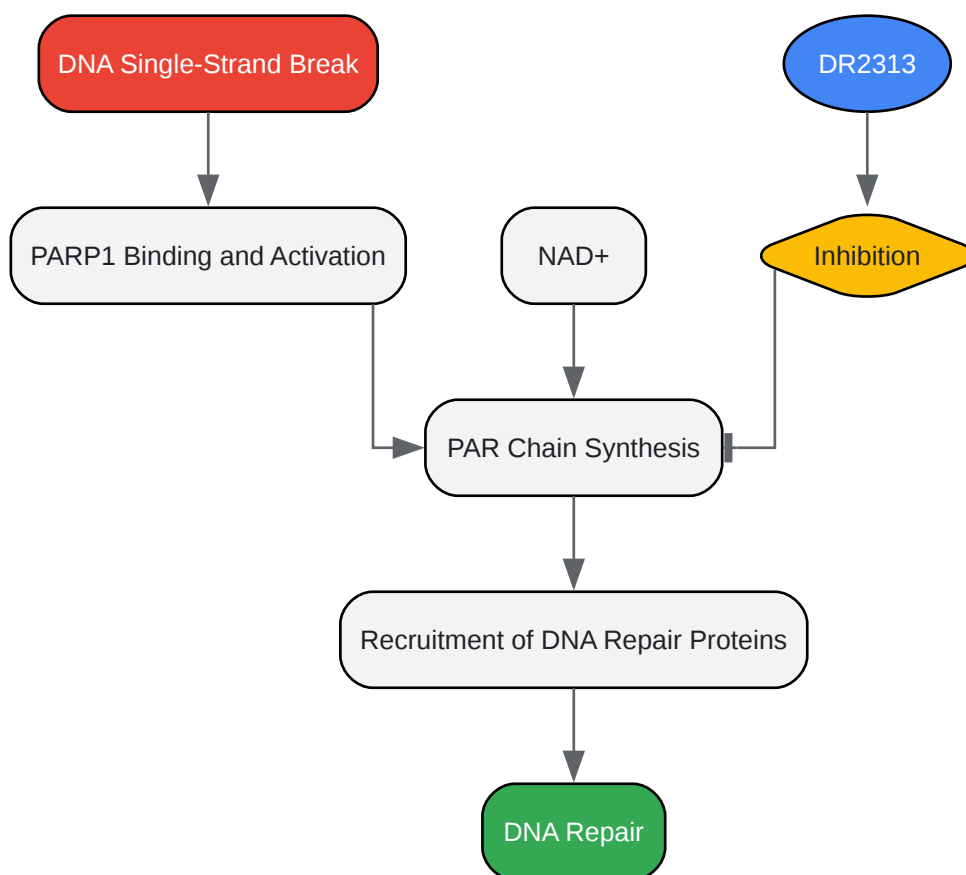 DNA Single-Strand Break
DR2313
PARP1 Binding and Activation
NAD+
Inhibition
PAR Chain Synthesis
Recruitment of DNA Repair Proteins
DNA Repair